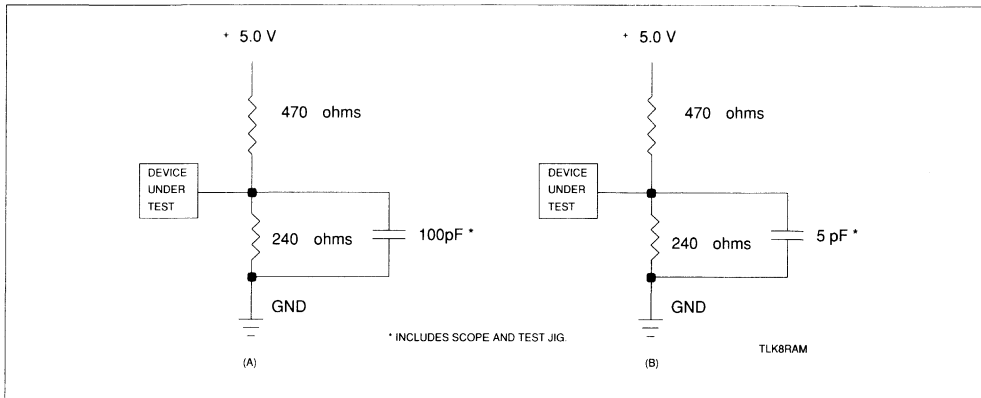 + 5.0 V
470 ohms
DEVICE
UNDER
TEST
240 ohms
100pF *
GND
(A)
+ 5.0 V
470 ohms
DEVICE
UNDER
TEST
240 ohms
5 pF *
GND
(B)
* INCLUDES SCOPE AND TEST JIG.
TLK8RAM